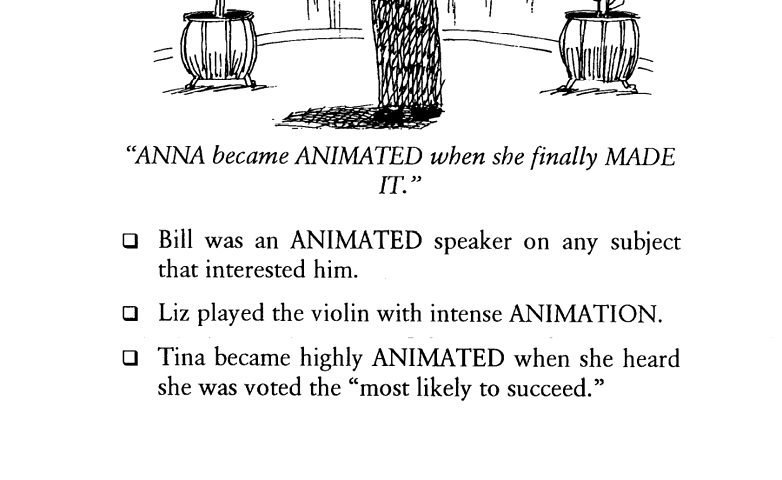 “ANNA became ANIMATED when she finally MADE
IT.”
❑ Bill was an ANIMATED speaker on any subject
that interested him.
❑ Liz played the violin with intense ANIMATION.
❑ Tina became highly ANIMATED when she heard
she was voted the “most likely to succeed.”